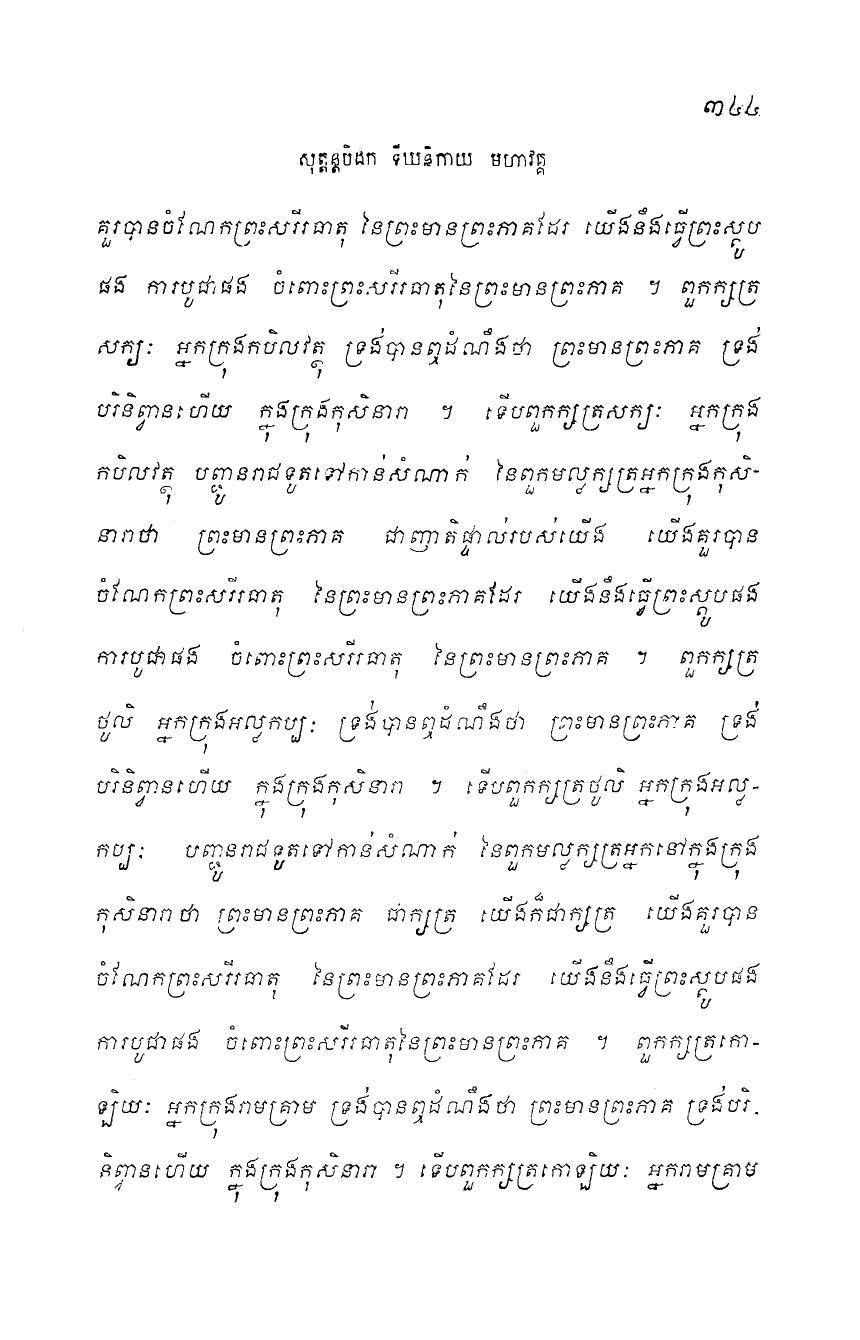 ៣៤៤
សុត្តន្តបិដក ទីឃនិកាយ មហាវគ្គ
គួរបានចំណែកព្រះសរីរធាតុ នៃព្រះមានព្រះភាគដែរ យើងនឹងធ្វើព្រះស្តូប
ផង ការបូជាផង ចំពោះព្រះសរីរធាតុនៃព្រះមានព្រះភាគ ។ ពួកក្សត្រ
សក្យៈ អ្នកក្រុងកបិលវត្ថុ ទ្រង់បានឮដំណឹងថា ព្រះមានព្រះភាគ ទ្រង់
បរិនិព្វានហើយ ក្នុងក្រុងកុសិនារា ។ ទើបពួកក្សត្រសក្យៈ អ្នកក្រុង
កបិលវត្ថុ បញ្ជូនរាជទូតទៅកាន់សំណាក់ នៃពួកមល្លក្សត្រអ្នកក្រុងកុសិ-
នារាថា ព្រះមានព្រះភាគ ជាញាតិផ្ទាល់របស់យើង យើងគួរបាន
ចំណែកព្រះសរីរធាតុ នៃព្រះមានព្រះភាគដែរ យើងនឹងធ្វើព្រះស្តូបផង
ការបូជាផង ចំពោះព្រះសរីរធាតុ នៃព្រះមានព្រះភាគ ។ ពួកក្សត្រ
ថូលិ អ្នកក្រុងអល្លកប្បៈ ទ្រង់បានឮដំណឹងថា ព្រះមានព្រះភាគ ទ្រង់
បរិនិព្វានហើយ ក្នុងក្រុងកុសិនារា ។ ទើបពួកក្សត្រថូលិ អ្នកក្រុងអល្ល-
កប្បៈ បញ្ជូនរាជទូតទៅកាន់សំណាក់ នៃពួកមល្លក្សត្រអ្នកនៅក្នុងក្រុង
កុសិនារាថា ព្រះមានព្រះភាគ ជាក្សត្រ យើងក៏ជាក្សត្រ យើងគួរបាន
ចំណែកព្រះសរីរធាតុ នៃព្រះមានព្រះភាគដែរ យើងនឹងធ្វើព្រះស្តូបផង
ការបូជាផង ចំពោះព្រះសរីរធាតុនៃព្រះមានព្រះភាគ ។ ពួកក្សត្រកោ-
ឡិយៈ អ្នកក្រុងរាមគ្រាម ទ្រង់បានឮដំណឹងថា ព្រះមានព្រះភាគ ទ្រង់បរិ-
និព្វានហើយ ក្នុងក្រុងកុសិនារា ។ ទើបពួកក្សត្រកោឡិយៈ អ្នករាមគ្រាម